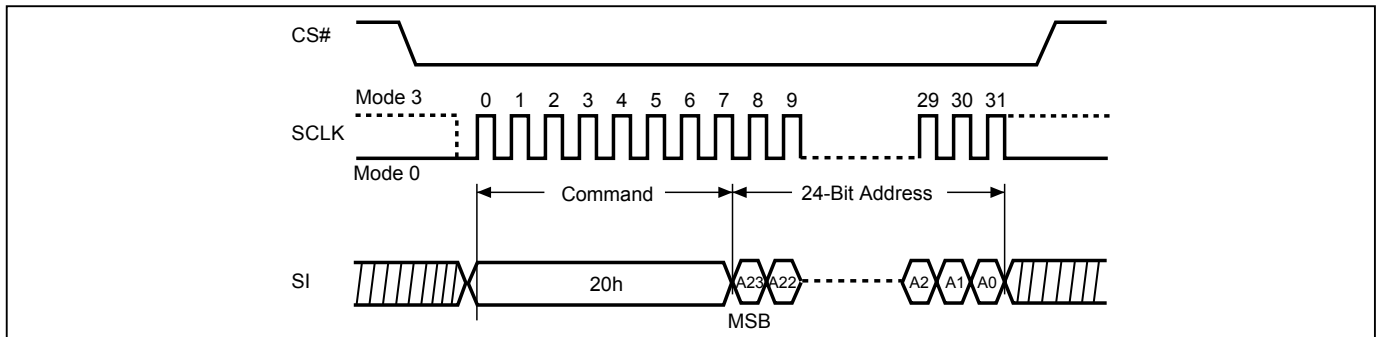 CS#
Mode 3
0 1 2 3 4 5 6 7 8 9 29 30 31
SCLK
Mode 0
Command 24-Bit Address
SI 20h A23 A22 A2 A1 A0
MSB